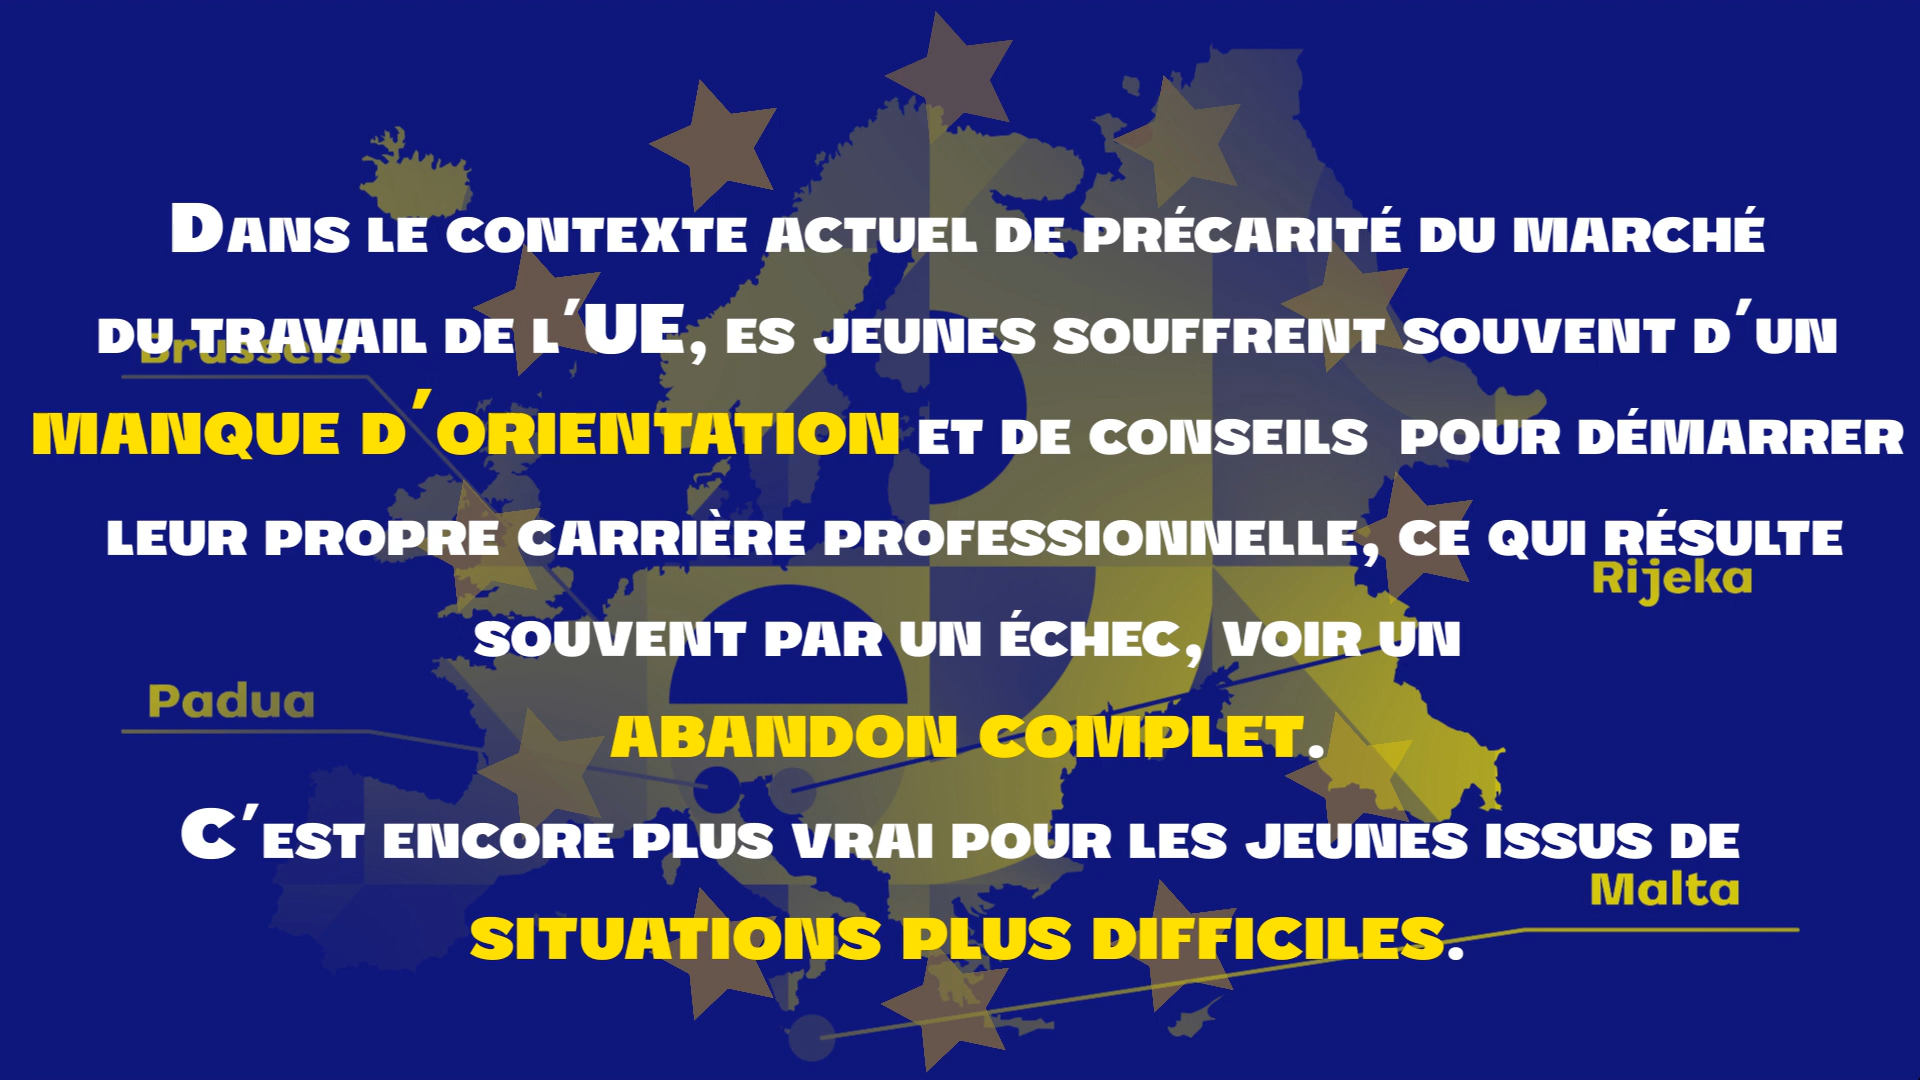 Dans le contexte actuel de précarité du marché
du travail de l'UE, es jeunes souffrent souvent d'un
Brussels
manque d'orientation et de conseils pour démarrer
leur propre carrière professionnelle, ce qui résulte
Rijeka
souvent par un échec, voir un
Padua
abandon complet.
C'est encore plus vrai pour les jeunes issus de
Malta
situations plus difficiles.